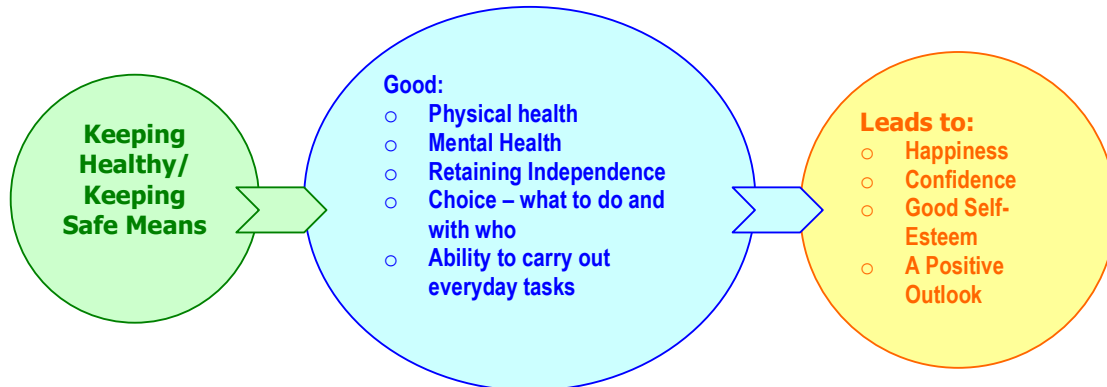 Keeping
Healthy/
Keeping
Safe Means
Good:
o Physical health
o Mental Health
o Retaining Independence
o Choice – what to do and
with who
o Ability to carry out
everyday tasks
Leads to:
o Happiness
o Confidence
o Good Self-
Esteem
o A Positive
Outlook